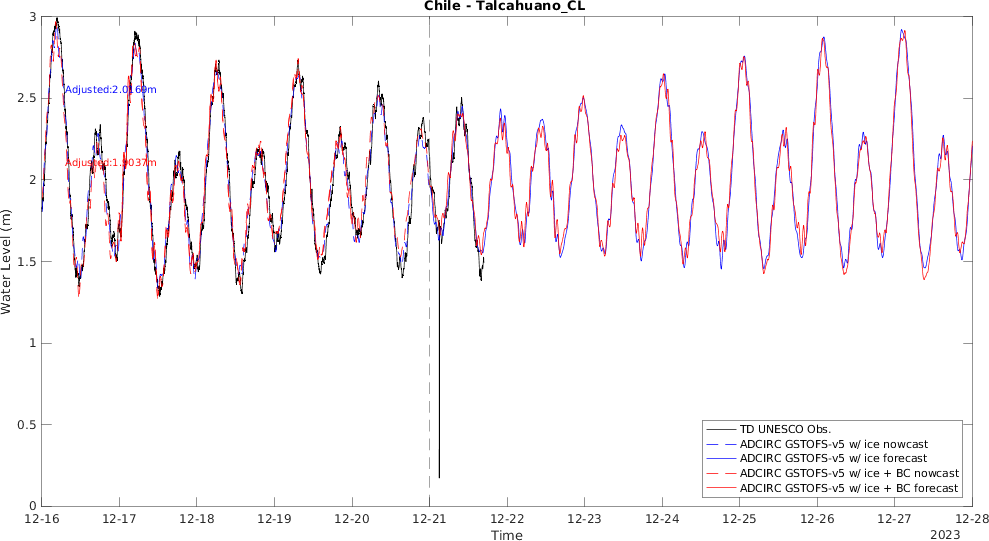 Chile - Talcahuano_CL
3
2.5
2
1.5
1
0.5
0
Water Level (m)
Adjusted:2.0169m
Adjusted:1.9037m
TD UNESCO Obs.
ADCIRC GSTOFS-v5 w/ ice nowcast
ADCIRC GSTOFS-v5 w/ ice forecast
ADCIRC GSTOFS-v5 w/ ice + BC nowcast
ADCIRC GSTOFS-v5 w/ ice + BC forecast
12-16 12-17 12-18 12-19 12-20 12-21 12-22 12-23 12-24 12-25 12-26 12-27 12-28
Time
2023